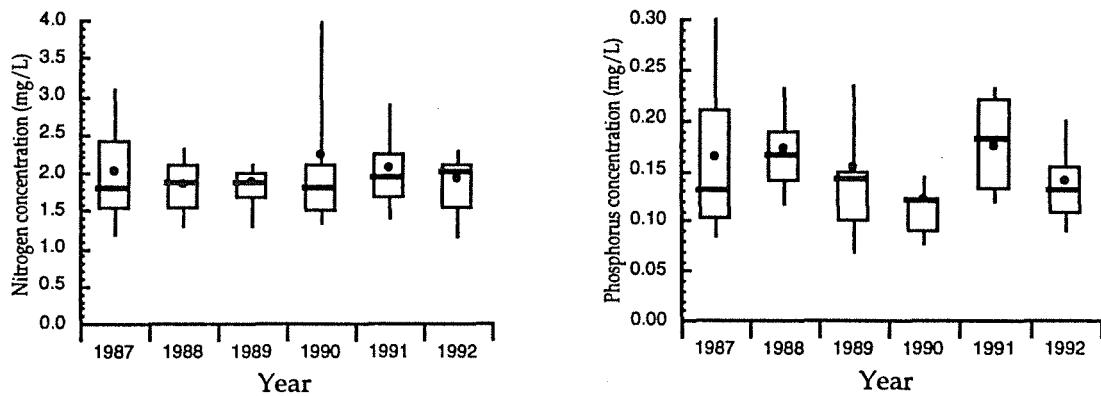 Nitrogen concentration (mg/L)
4.0
3.5
3.0
2.5
2.0
1.5
1.0
0.5
0.0
1987 1988 1989 1990 1991 1992
Year
Phosphorus concentration (mg/L)
0.30
0.25
0.20
0.15
0.10
0.05
0.00
1987 1988 1989 1990 1991 1992
Year